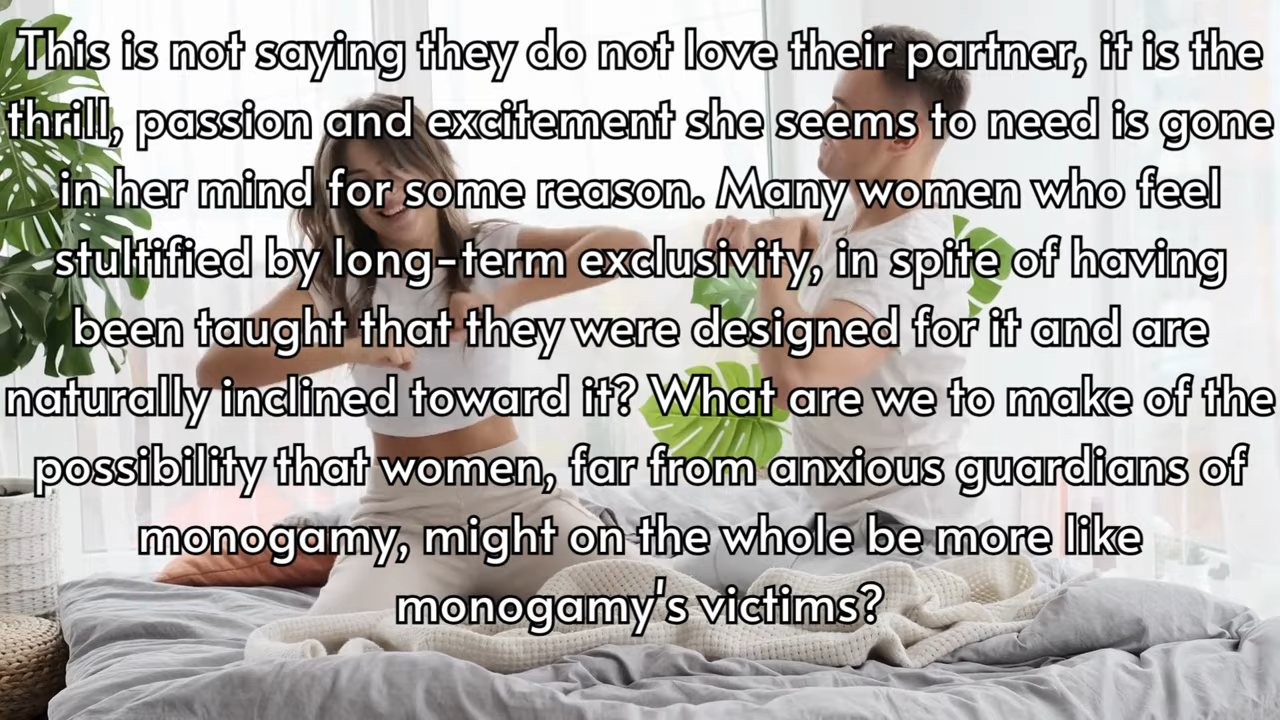 This is not saying they do not love their partner, it is the
thrill, passion and excitement she seems to need is gone
in her mind for some reason. Many women who feel
stultified by long-term exclusivity, in spite of having
been taught that they were designed for it and are
naturally inclined toward it? What are we to make of the
possibility that women, far from anxious guardians of
monogamy, might on the whole be more like
monogamy's victims?